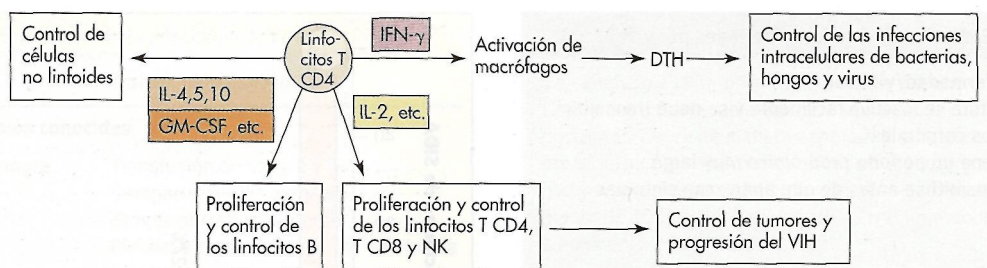 Control de
células
no linfoides
Linfo-
citos T
CD4
IFN-γ
Activación de
macrófagos
DTH
Control de las infecciones
intracelulares de bacterias,
hongos y virus
IL-4,5,10
GM-CSF, etc.
IL-2, etc.
Proliferación
y control de
los linfocitos B
Proliferación y control
de los linfocitos T CD4,
T CD8 y NK
Control de tumores y
progresión del VIH